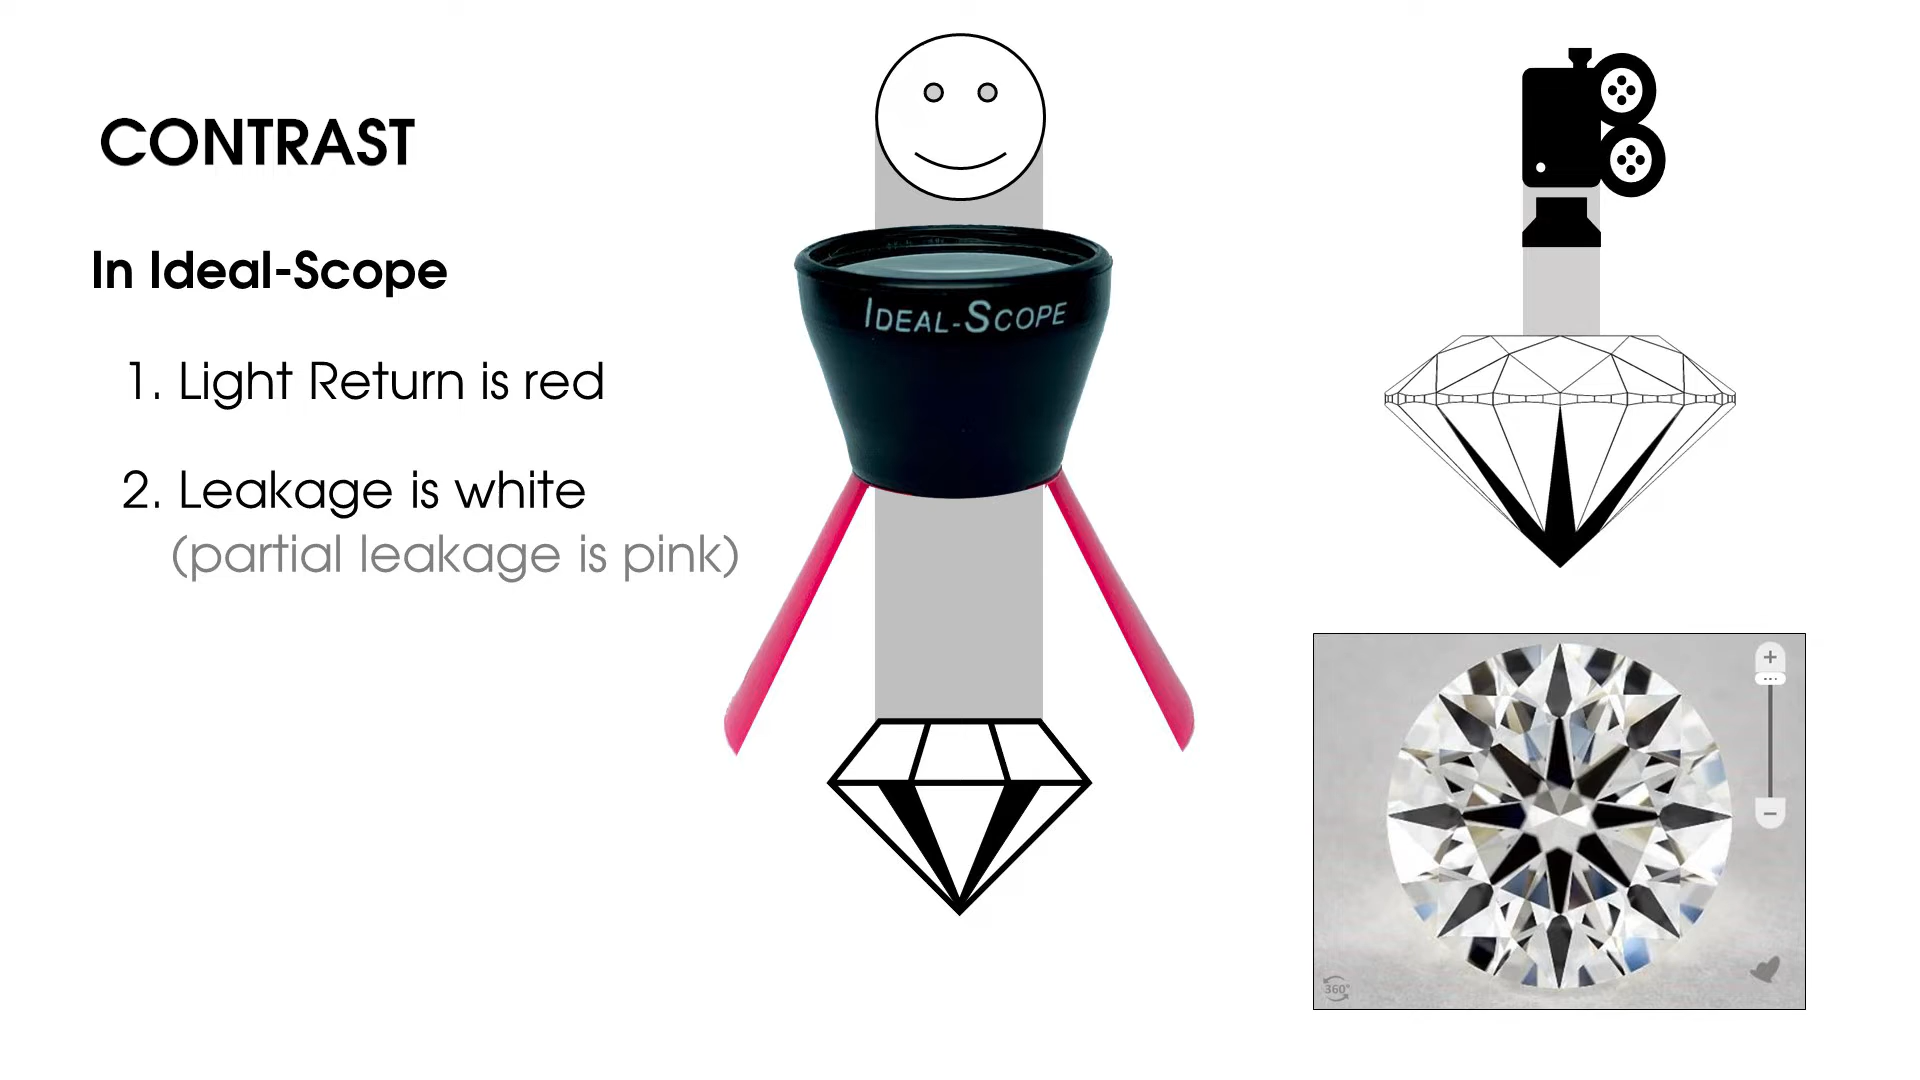 CONTRAST
In Ideal-Scope
1. Light Return is red
2. Leakage is white
(partial leakage is pink)
IDEAL-SCOPE
360°